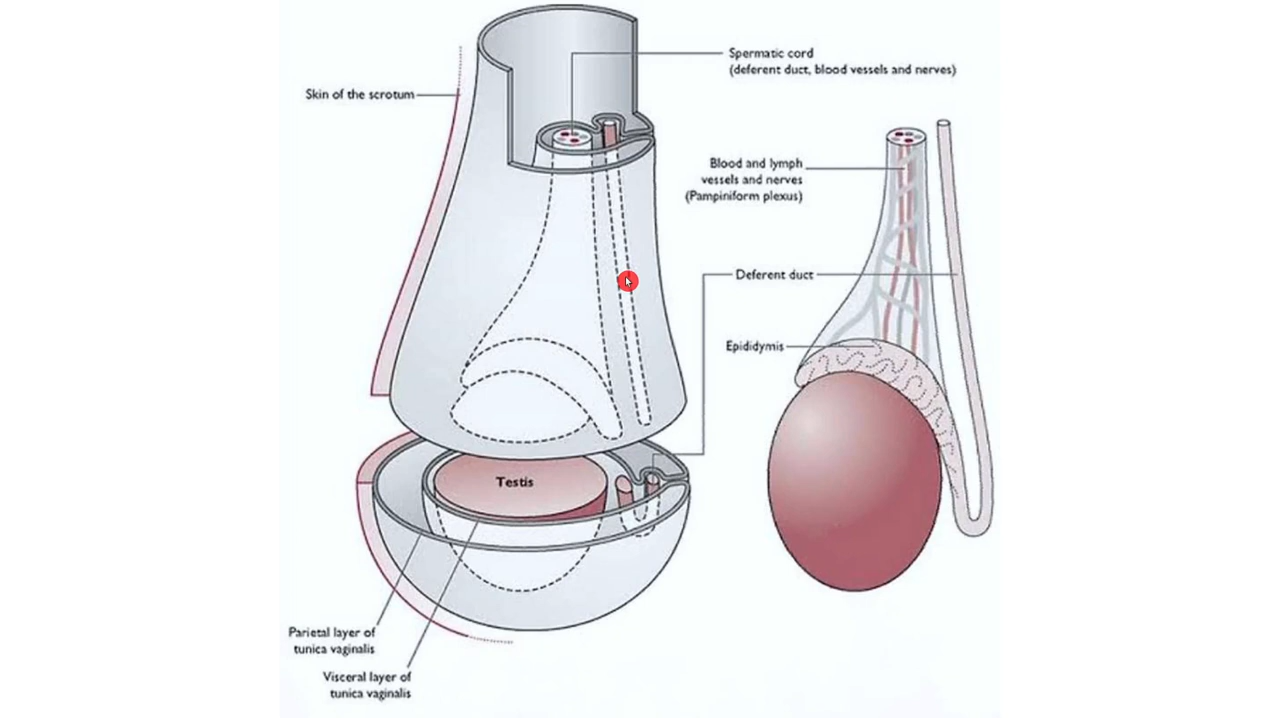 Spermatic cord
(deferent duct, blood vessels and nerves)
Skin of the scrotum
Blood and lymph
vessels and nerves
(Pampiniform plexus)
Deferent duct
Epididymis
Testis
Parietal layer of
tunica vaginalis
Visceral layer of
tunica vaginalis